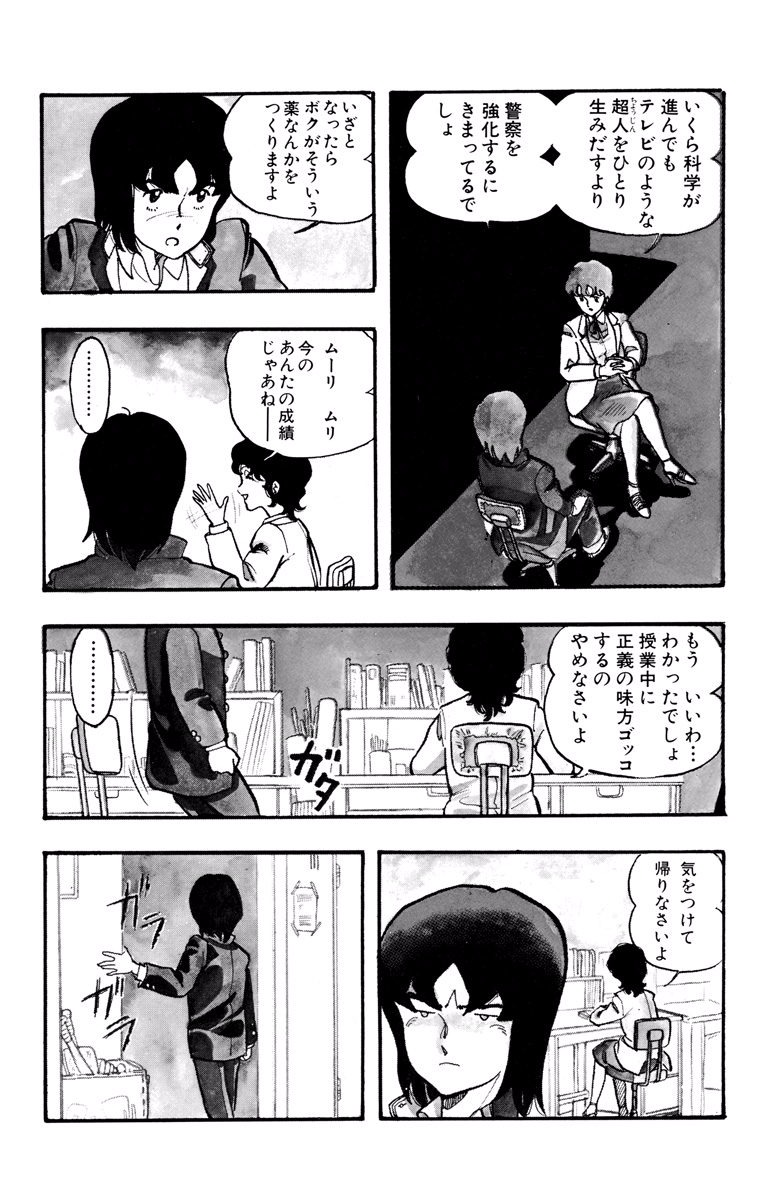 いくら科学が
進んでも
テレビのような
超人をひとり
ちょうじん
生みだすより
警察を
強化するに
きまってるで
しょ
いざと
なったら
ボクがそういう
薬なんかを
つくりますよ
ムーリ ムリ
今の
あんたの成績
じゃあねー
………
もう いいわ…
わかったでしょ
授業中に
正義の味方ゴッコ
するの
やめなさいよ
ガタ
………
気をつけて
帰りなさいよ
ガラ
ガラ